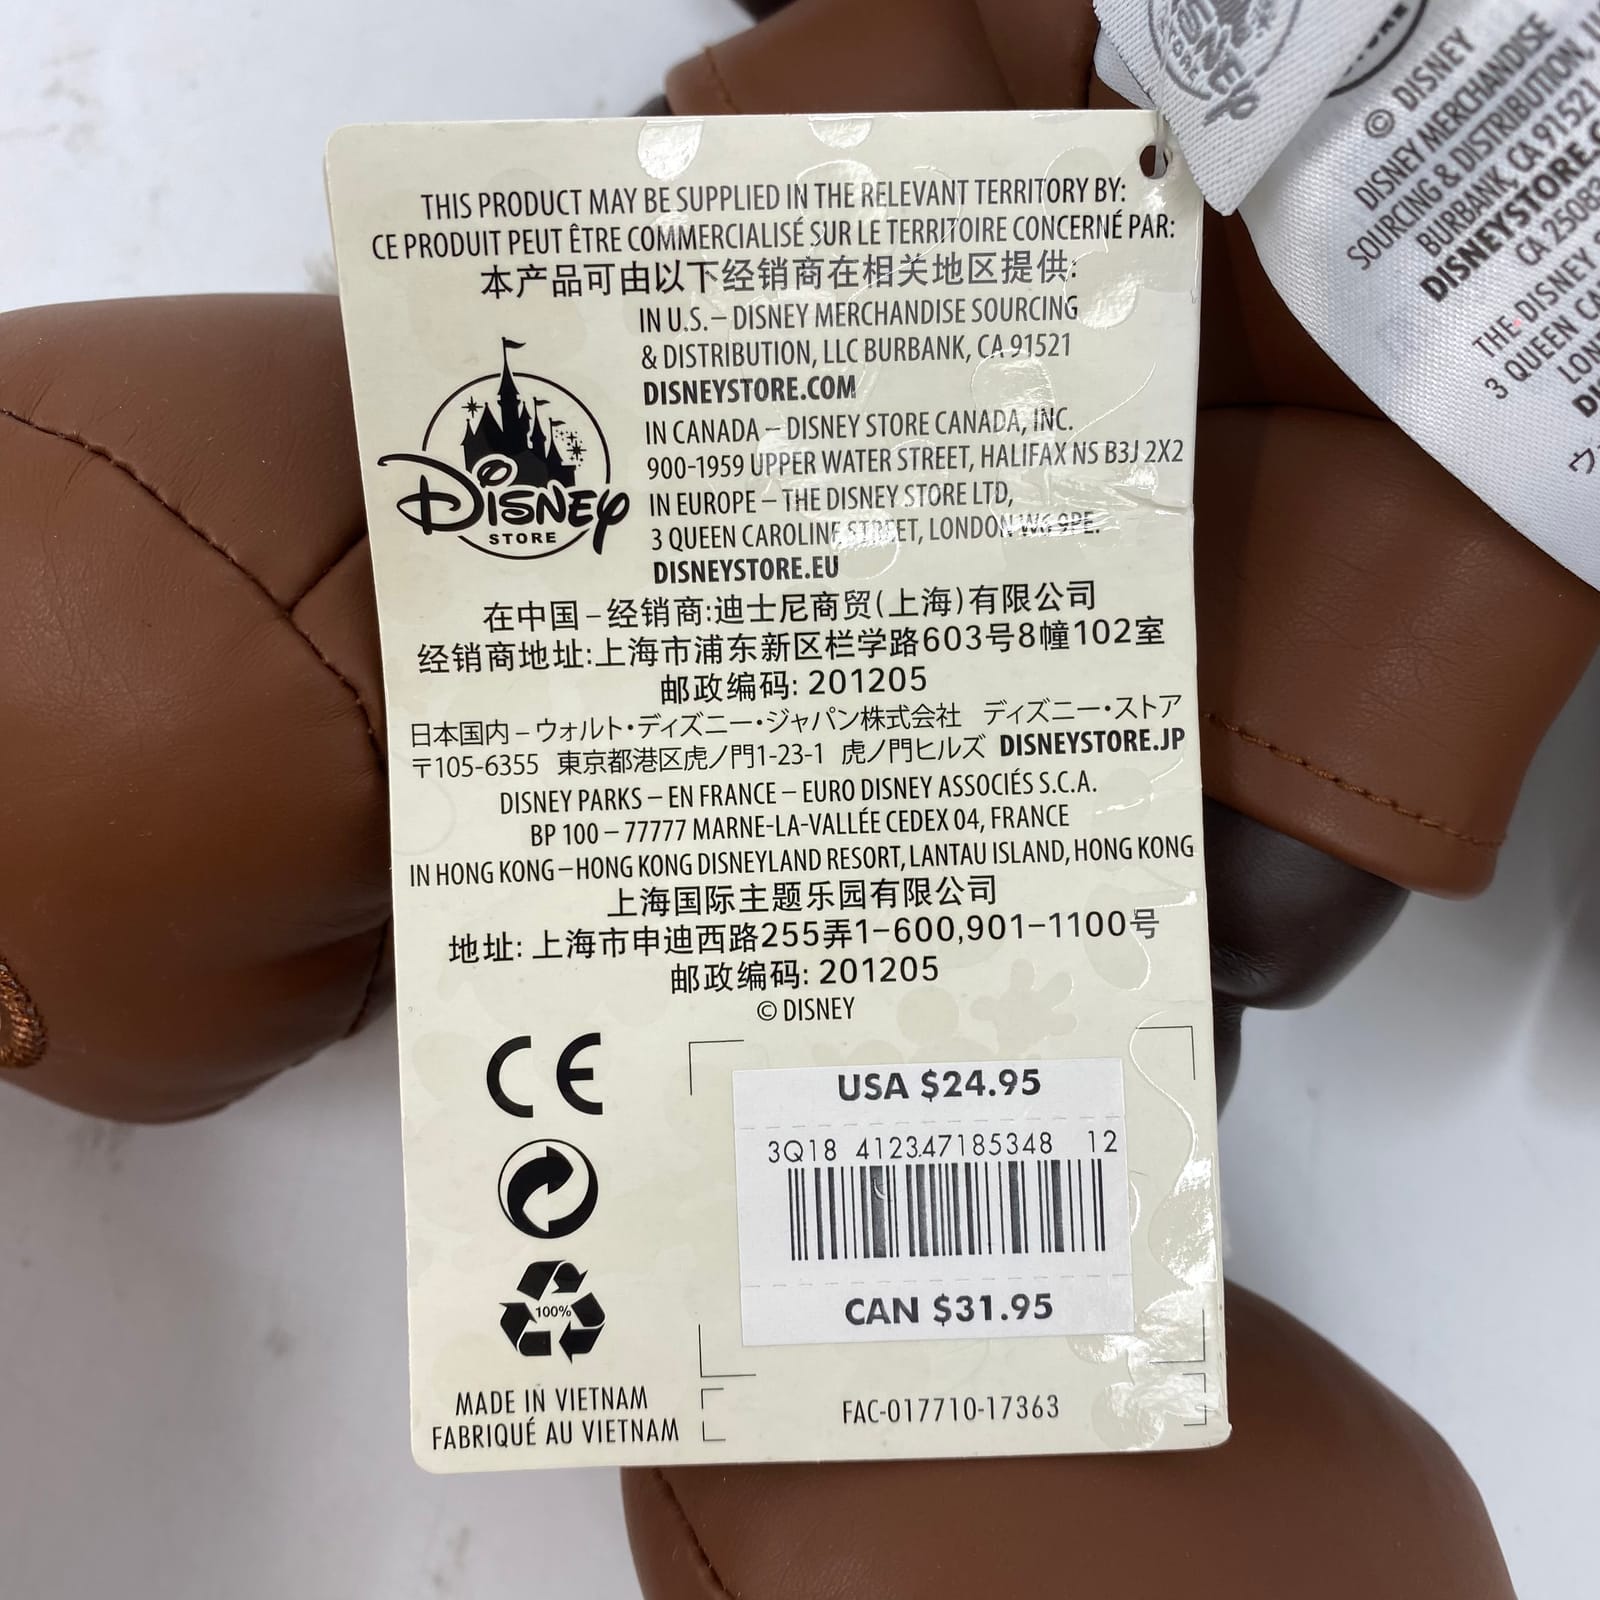 THIS PRODUCT MAY BE SUPPLIED IN THE RELEVANT TERRITORY BY:
CE PRODUIT PEUT ÊTRE COMMERCIALISÉ SUR LE TERRITOIRE CONCERNÉ PAR:
本产品可由以下经销商在相关地区提供:
IN U.S.– DISNEY MERCHANDISE SOURCING
& DISTRIBUTION, LLC BURBANK, CA 91521
DISNEYSTORE.COM
IN CANADA – DISNEY STORE CANADA, INC.
900-1959 UPPER WATER STREET, HALIFAX NS B3J 2X2
IN EUROPE – THE DISNEY STORE LTD,
3 QUEEN CAROLINE STREET, LONDON W6 9PE.
DISNEYSTORE.EU
DISNEY
STORE
在中国–经销商:迪士尼商贸(上海)有限公司
经销商地址:上海市浦东新区栏学路603号8幢102室
邮政编码: 201205
日本国内–ウォルト・ディズニー・ジャパン株式会社 ディズニー・ストア
〒105-6355 東京都港区虎ノ門1-23-1 虎ノ門ヒルズ DISNEYSTORE.JP
DISNEY PARKS – EN FRANCE – EURO DISNEY ASSOCIÉS S.C.A.
BP 100 – 77777 MARNE-LA-VALLÉE CEDEX 04, FRANCE
IN HONG KONG–HONG KONG DISNEYLAND RESORT, LANTAU ISLAND, HONG KONG
上海国际主题乐园有限公司
地址: 上海市申迪西路255弄1-600,901-1100号
邮政编码: 201205
© DISNEY
CE
100%
MADE IN VIETNAM
FABRIQUÉ AU VIETNAM
USA $24.95
3Q18 412347185348 12
CAN $31.95
FAC-017710-17363
DISNEY
STORE
© DISNEY
DISNEY MERCHANDISE
SOURCING & DISTRIBUTION,
BURBANK, CA 91521
DISNEYSTORE.
CA 2508
THE DISNEY
3 QUEEN